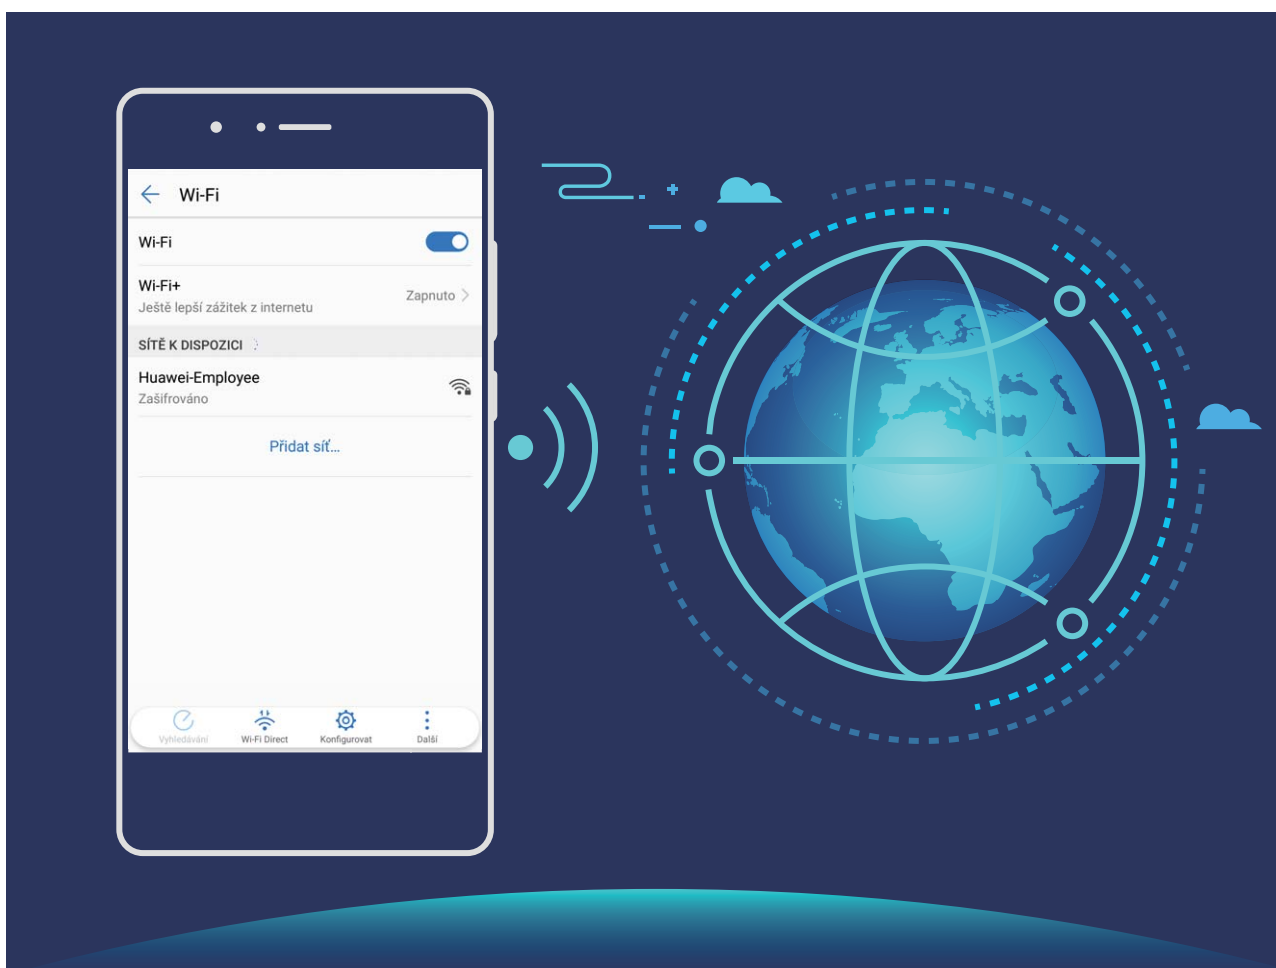 Wi-Fi
Wi-Fi
Wi-Fi+
Ještě lepší zážitek z internetu
Zapnuto
SÍTĚ K DISPOZICI
Huawei-Employee
Zašifrováno
Přidat síť...
Vyhledávání
Wi-Fi Direct
Konfigurovat
Další